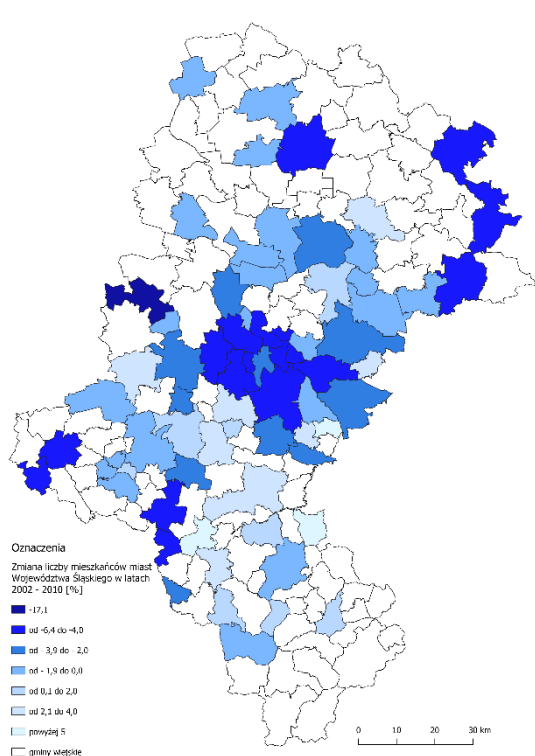 Oznaczenia
Zmiana liczby mieszkańców miast
Województwa Śląskiego w latach
2002 - 2010 [%]
-17,1
od -6,4 do -4,0
od - 3,9 do - 2,0
od - 1,9 do 0,0
od 0,1 do 2,0
od 2,1 do 4,0
powyżej 5
gminy wiejskie
0 10 20 30 km